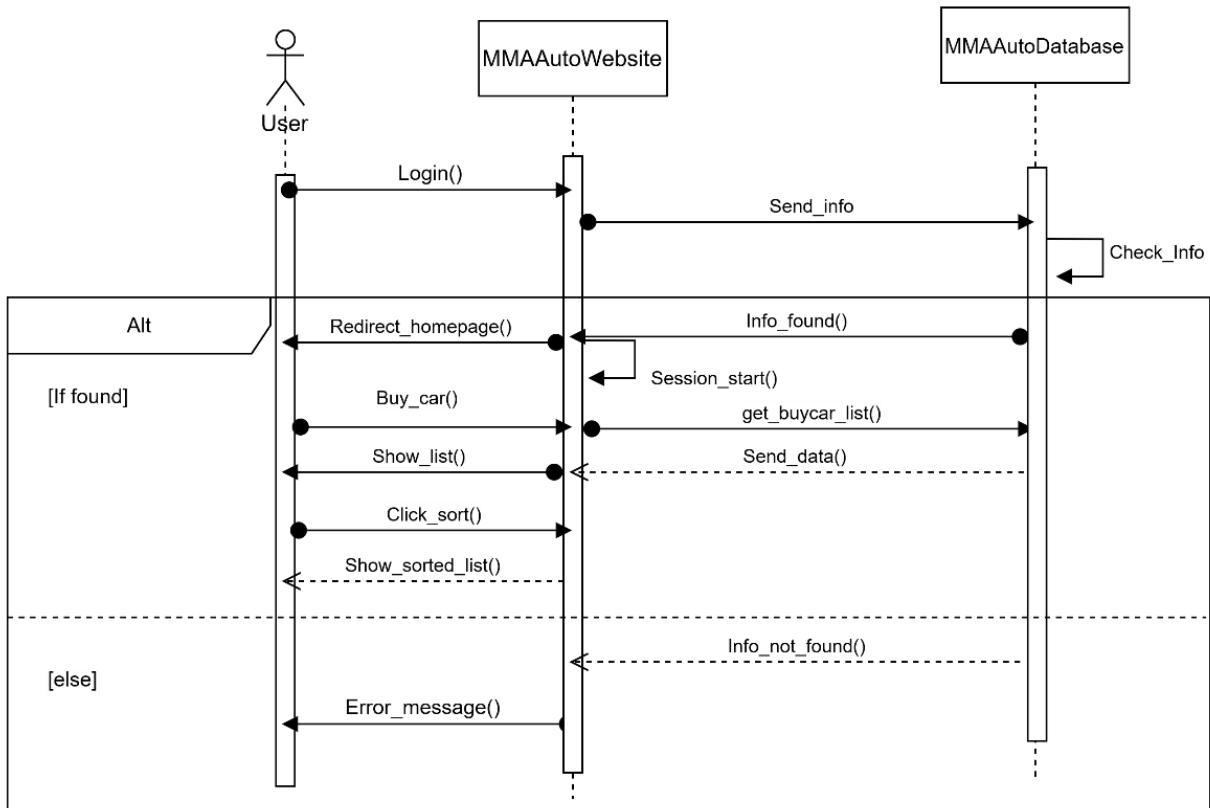 User
MMAAutoWebsite
MMAAutoDatabase
Login()
Send_info
Check_Info
Alt
Redirect_homepage()
Info_found()
Session_start()
[If found]
Buy_car()
get_buycar_list()
Show_list()
Send_data()
Click_sort()
Show_sorted_list()
Info_not_found()
[else]
Error_message()